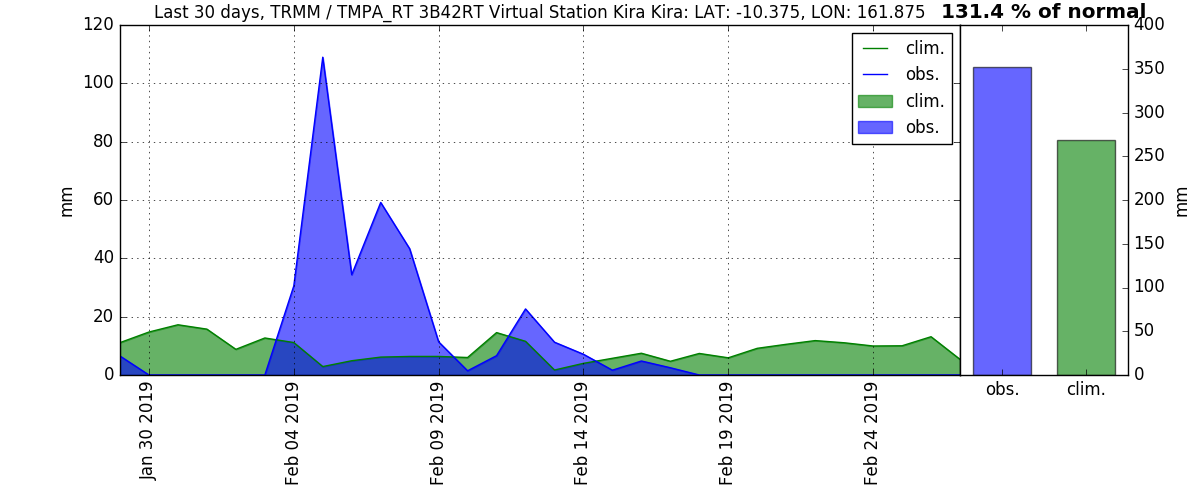 Last 30 days, TRMM / TMPA_RT 3B42RT Virtual Station Kira Kira: LAT: -10.375, LON: 161.875
131.4 % of normal
120
100
80
60
40
20
0
mm
clim.
obs.
clim.
obs.
Jan 30 2019
Feb 04 2019
Feb 09 2019
Feb 14 2019
Feb 19 2019
Feb 24 2019
400
350
300
250
200
150
100
50
0
mm
obs.
clim.